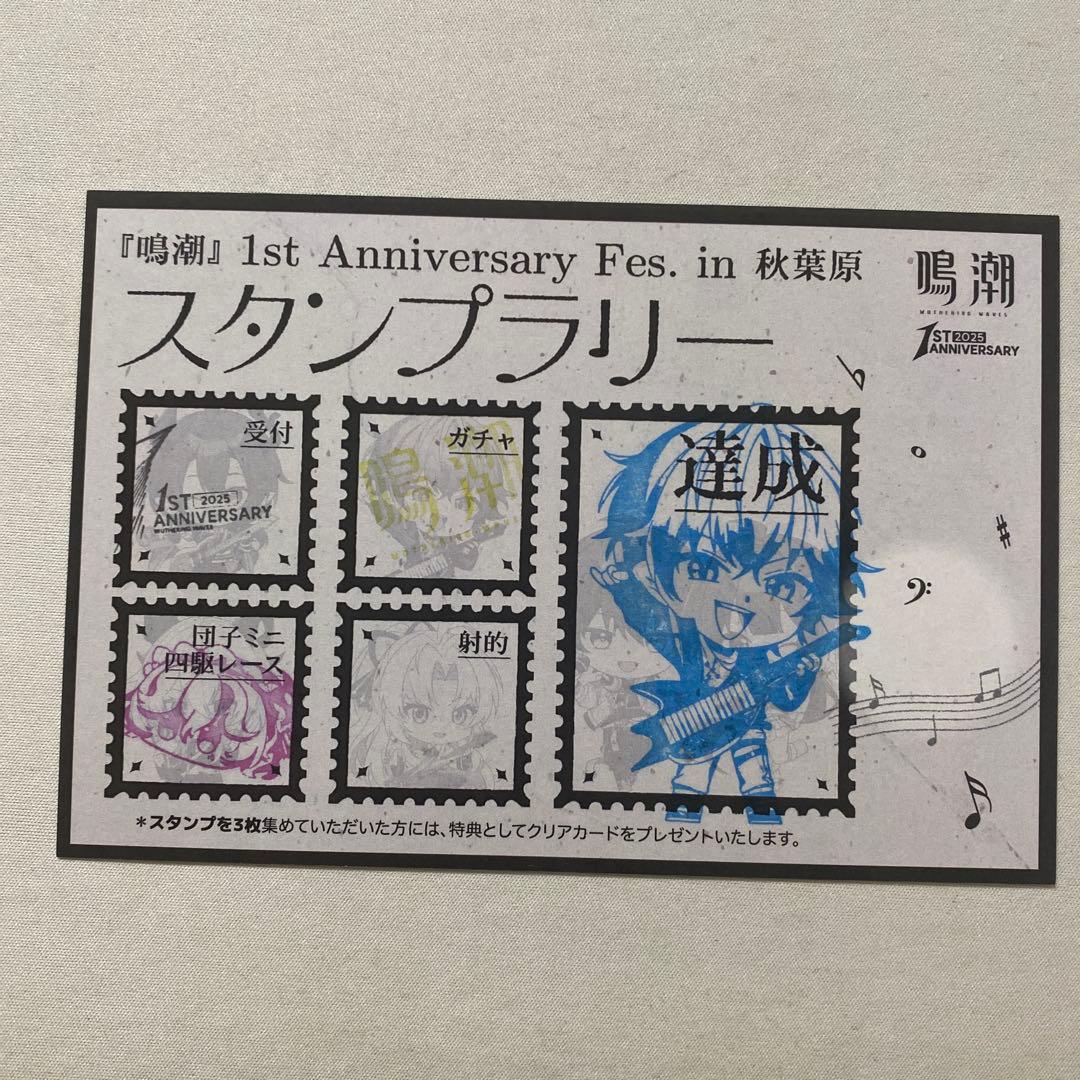 『鳴潮』 1st Anniversary Fes. in 秋葉原
スタンプラリー
鳴潮
WUTHERING WAVES
1ST 2025
ANNIVERSARY
受付
1ST 2025
ANNIVERSARY
WUTHERING WAVES
ガチャ
鳴潮
達成
団子ミニ
四駆レース
射的
＊スタンプを3枚集めていただいた方には、特典としてクリアカードをプレゼントいたします。